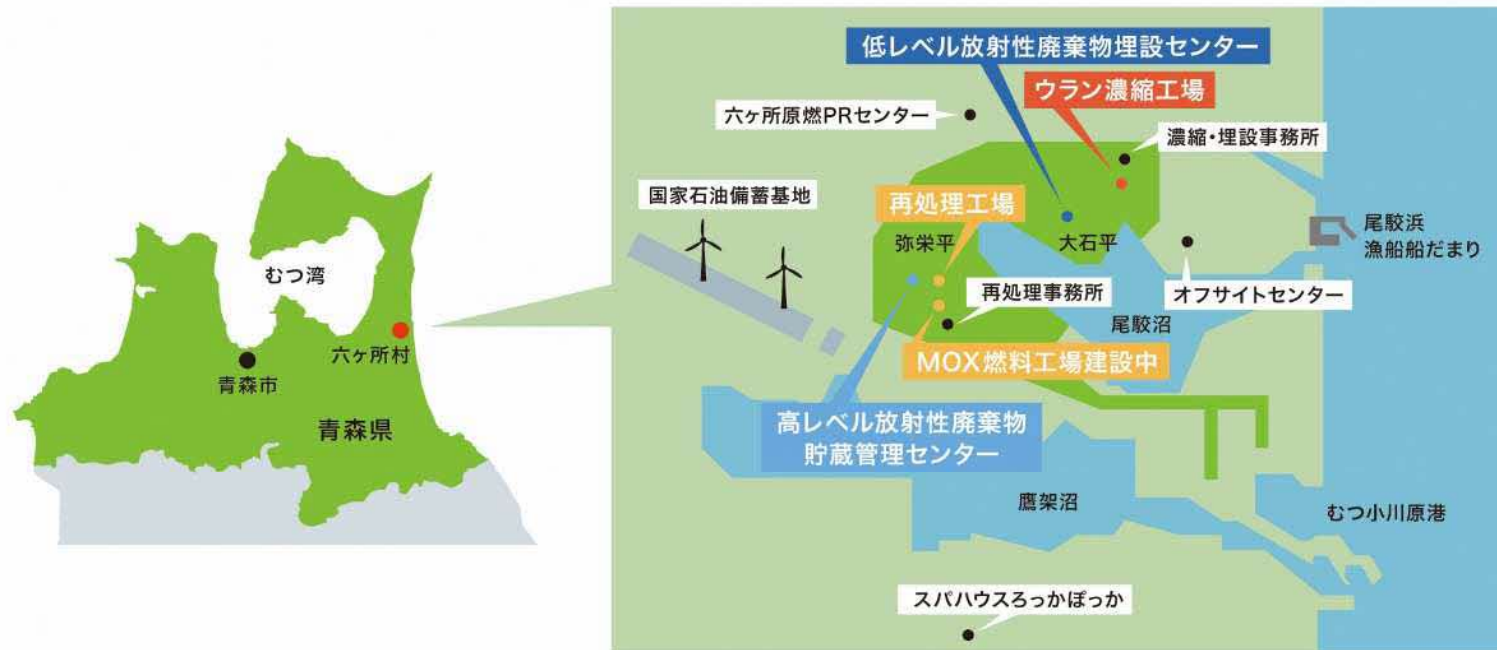 むつ湾
六ヶ所村
青森市
青森県
低レベル放射性廃棄物埋設センター
ウラン濃縮工場
六ヶ所原燃PRセンター
濃縮・埋設事務所
国家石油備蓄基地
再処理工場
弥栄平
大石平
尾駮浜
漁船船だまり
再処理事務所
オフサイトセンター
尾駮沼
MOX燃料工場建設中
高レベル放射性廃棄物
貯蔵管理センター
鷹架沼
むつ小川原港
スパハウスろっかぽっか